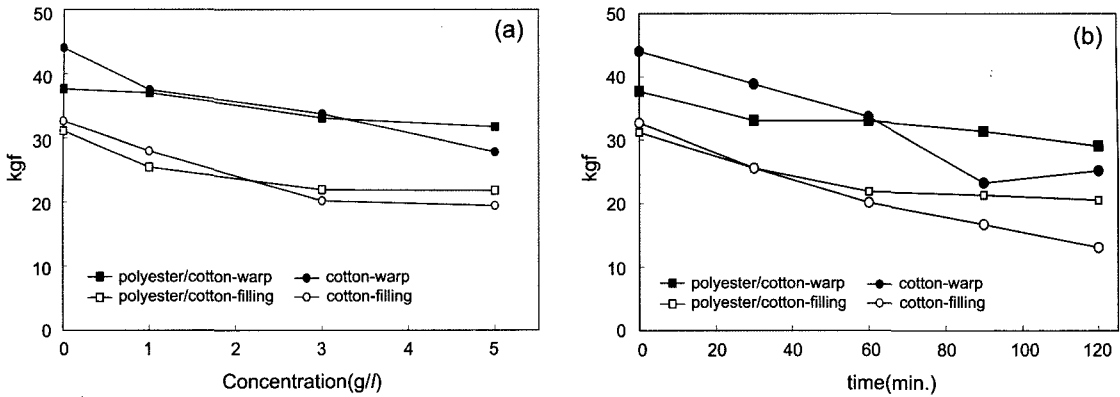 50
40
30
20
10
0
kgf
(a)
polyester/cotton-warp cotton-warp
polyester/cotton-filling cotton-filling
0 1 2 3 4 5
Concentration(g/l)
50
40
30
20
10
0
kgf
(b)
polyester/cotton-warp cotton-warp
polyester/cotton-filling cotton-filling
0 20 40 60 80 100 120
time(min.)